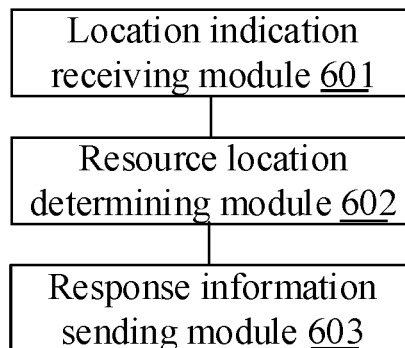 Location indication
receiving module 601
Resource location
determining module 602
Response information
sending module 603